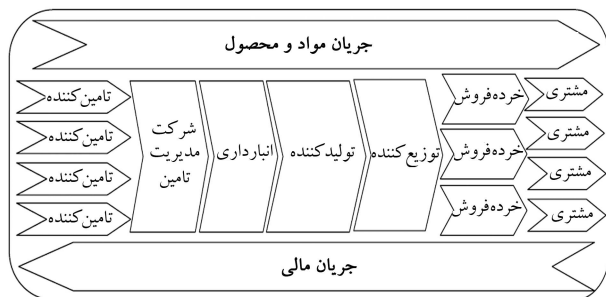 جریان مواد و محصول
تامین‌کننده
تامین‌کننده
تامین‌کننده
تامین‌کننده
شرکت
مدیریت
تامین
انبارداری
تولیدکننده
توزیع‌کننده
خرده‌فروش
خرده‌فروش
خرده‌فروش
مشتری
مشتری
مشتری
مشتری
جریان مالی